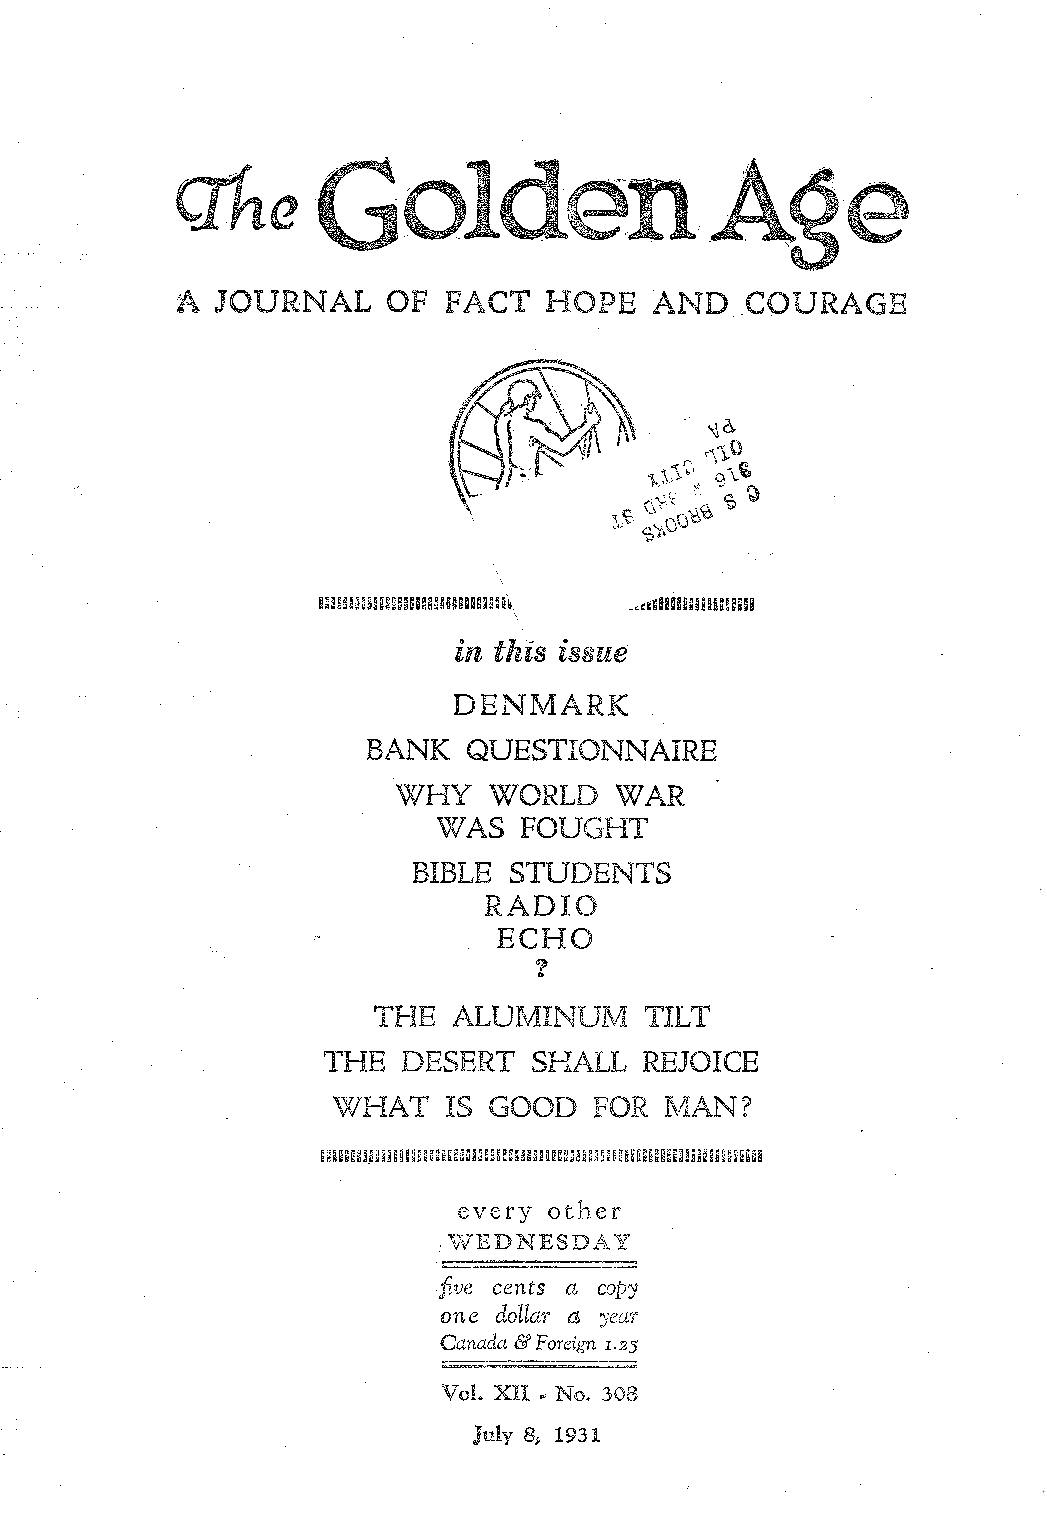 The Golden Age
A JOURNAL OF FACT HOPE AND COURAGE
C S BROOKS
916 W 3RD ST
OIL CITY
PA
in this issue
DENMARK
BANK QUESTIONNAIRE
WHY WORLD WAR
WAS FOUGHT
BIBLE STUDENTS
RADIO
ECHO
?
THE ALUMINUM TILT
THE DESERT SHALL REJOICE
WHAT IS GOOD FOR MAN?
every other
WEDNESDAY
five cents a copy
one dollar a year
Canada & Foreign 1.25
Vol. XII - No. 308
July 8, 1931